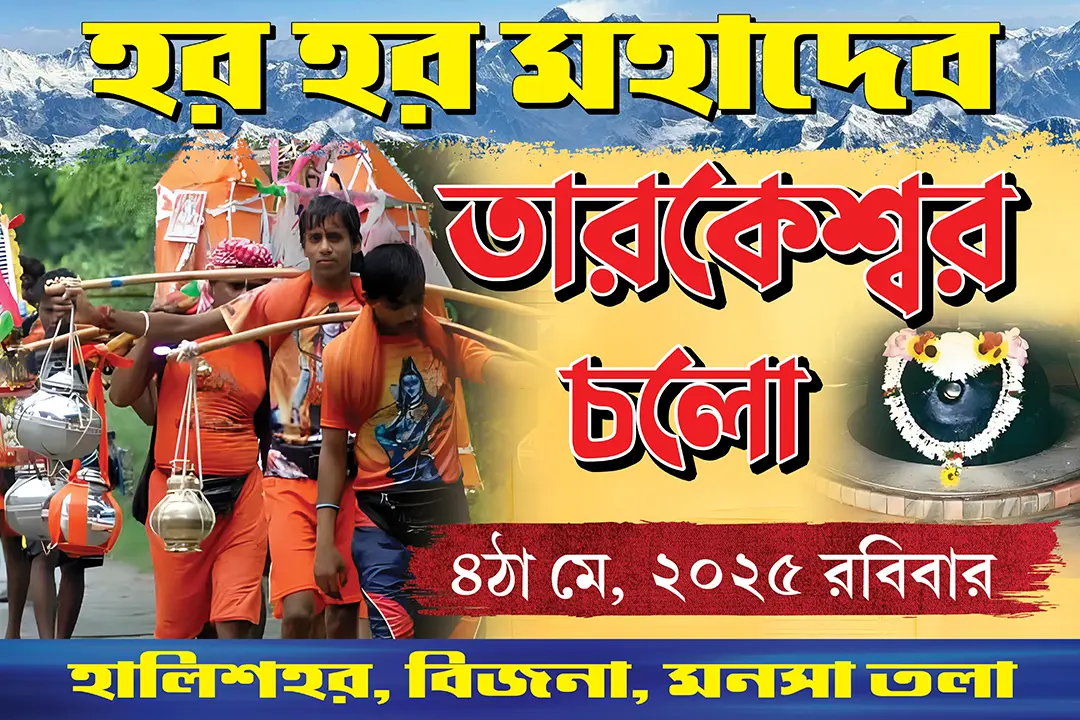 হর হর মহাদেব
তারকেশ্বর
চলো
৪ঠা মে, ২০২৫ রবিবার
হালিশহর, বিজনা, মনসা তলা